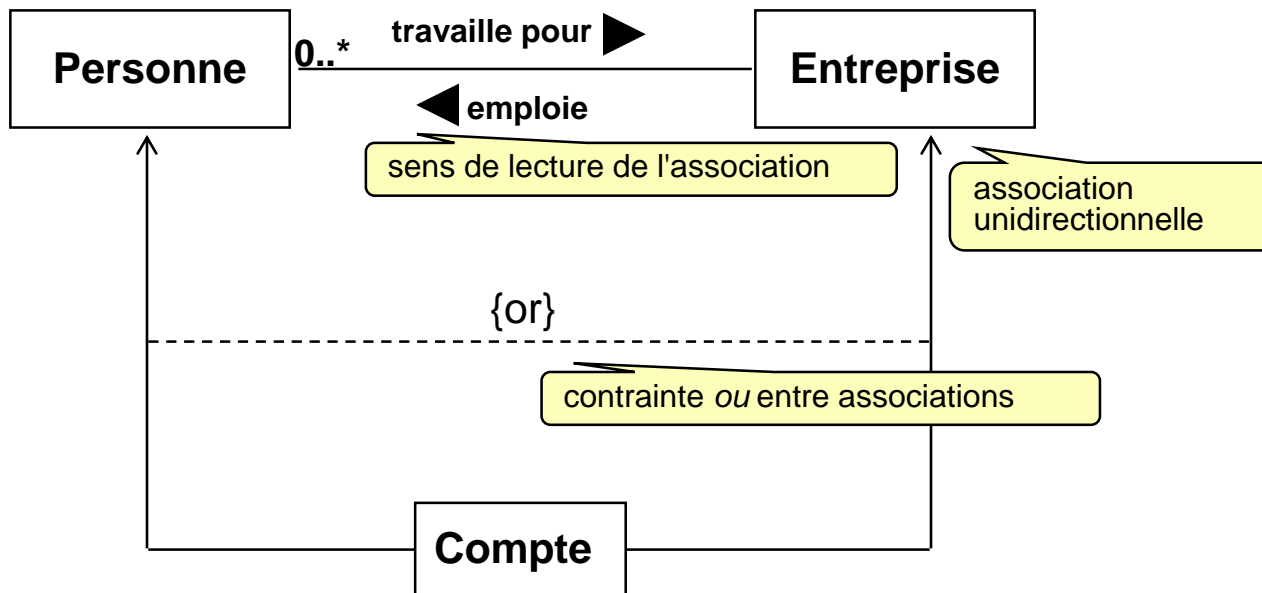 travaille pour
0..*
Personne
Entreprise
emploie
sens de lecture de l'association
association
unidirectionnelle
{or}
contrainte ou entre associations
Compte